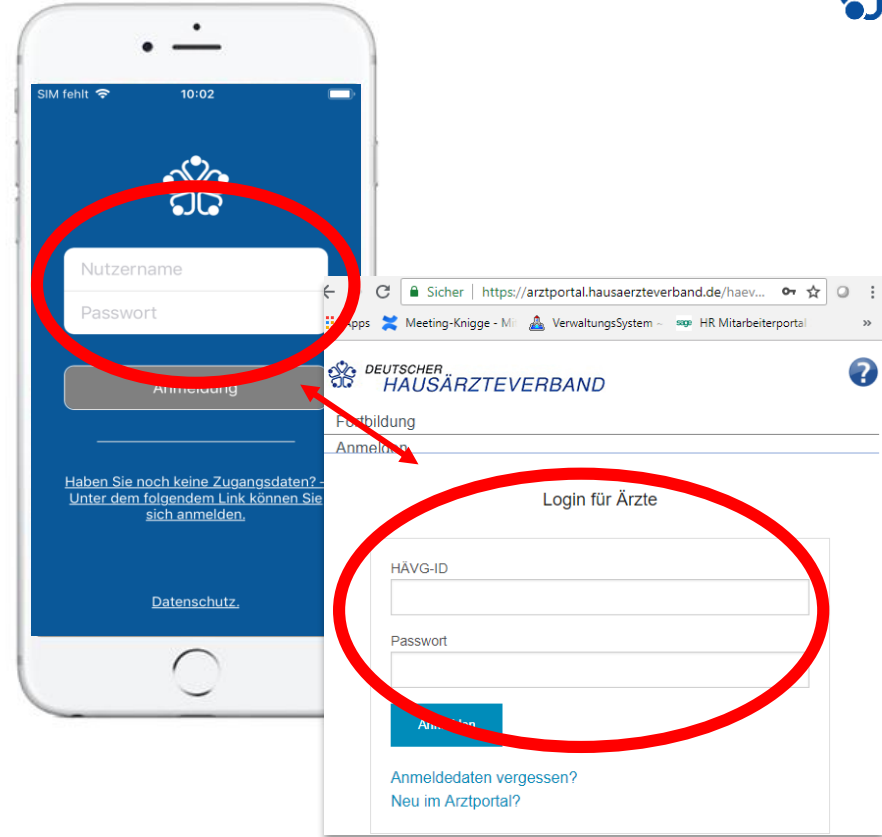 SIM fehlt
10:02
Nutzername
Passwort
Anmeldung
Haben Sie noch keine Zugangsdaten? -
Unter dem folgendem Link können Sie
sich anmelden.
Datenschutz.
Sicher | https://arztportal.hausaerzteverband.de/haev...
Apps Meeting-Knigge - Mi VerwaltungsSystem - sage HR Mitarbeiterportal »
DEUTSCHER
HAUSÄRZTEVERBAND
?
Fortbildung
Anmelden
Login für Ärzte
HÄVG-ID
Passwort
Anmelden
Anmeldedaten vergessen?
Neu im Arztportal?